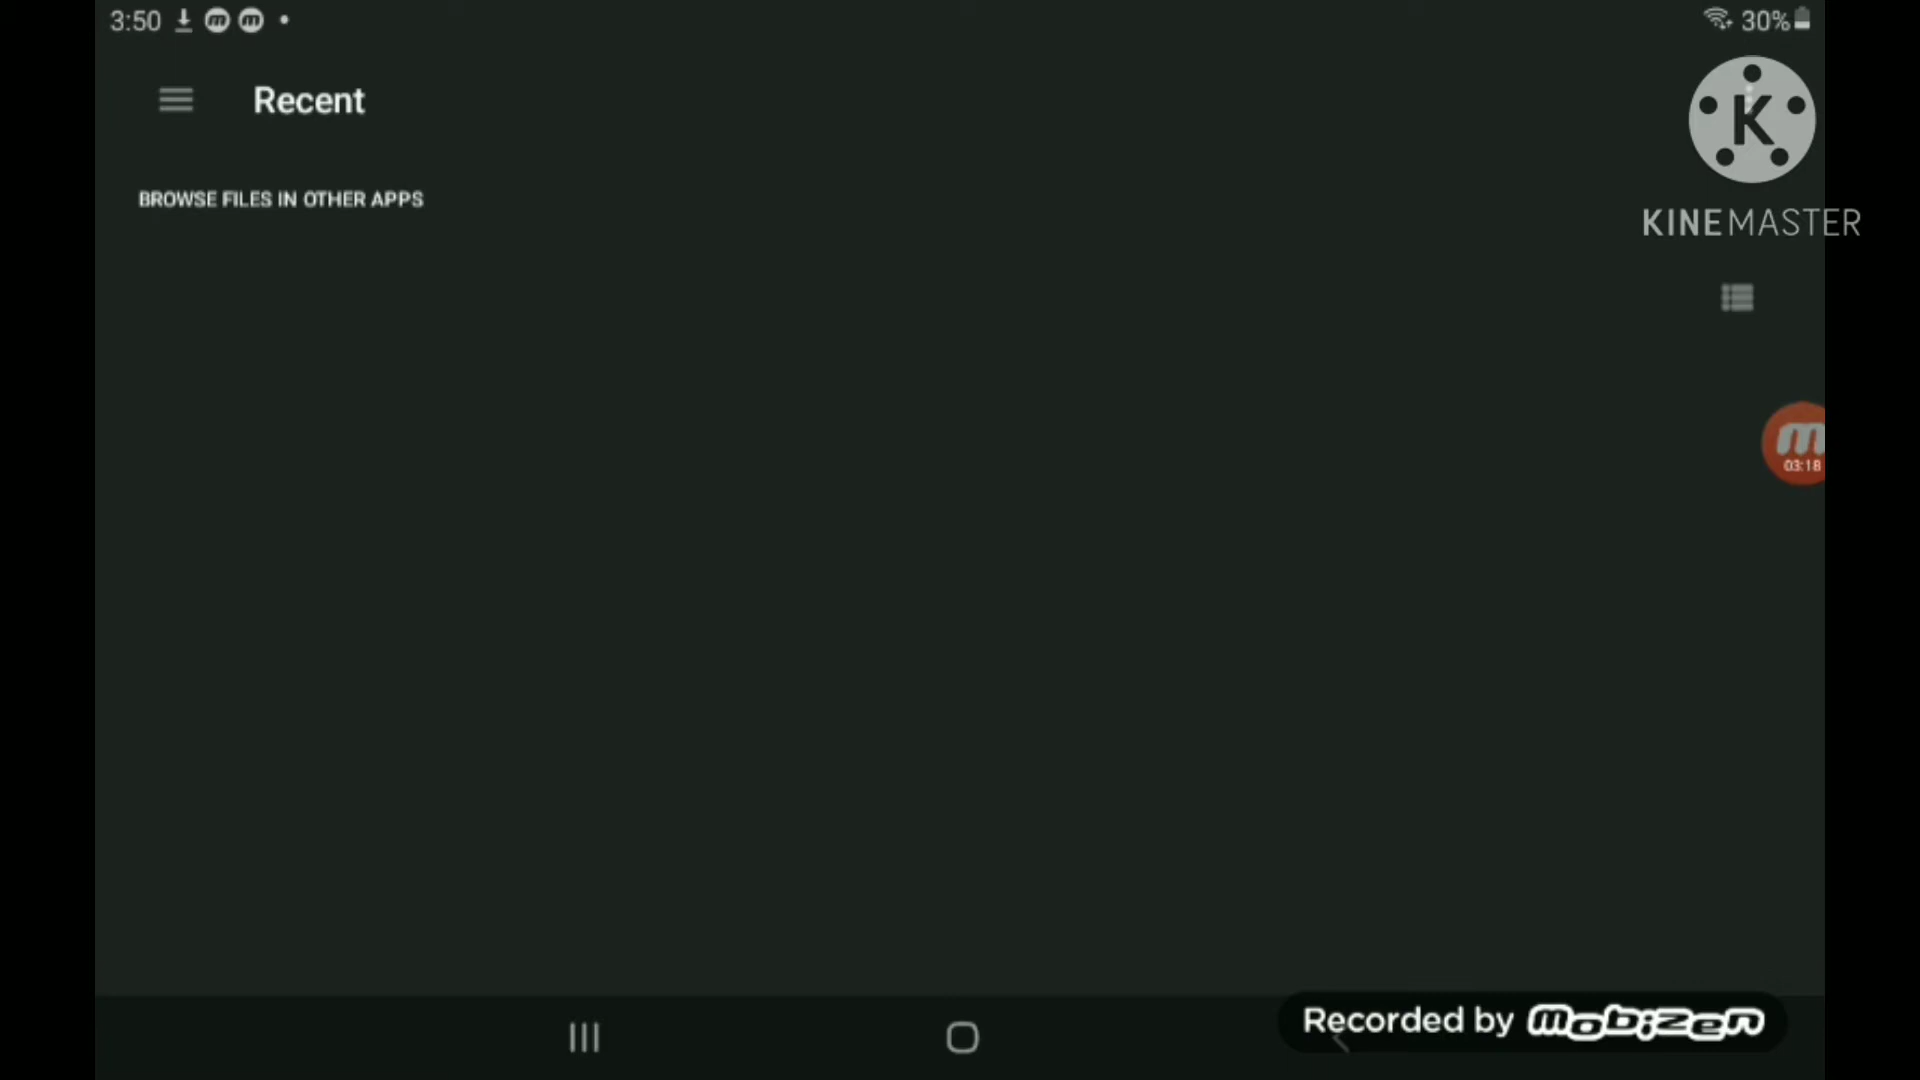 3:50
30%
Recent
K
KINEMASTER
BROWSE FILES IN OTHER APPS
m
03:18
Recorded by mobizen